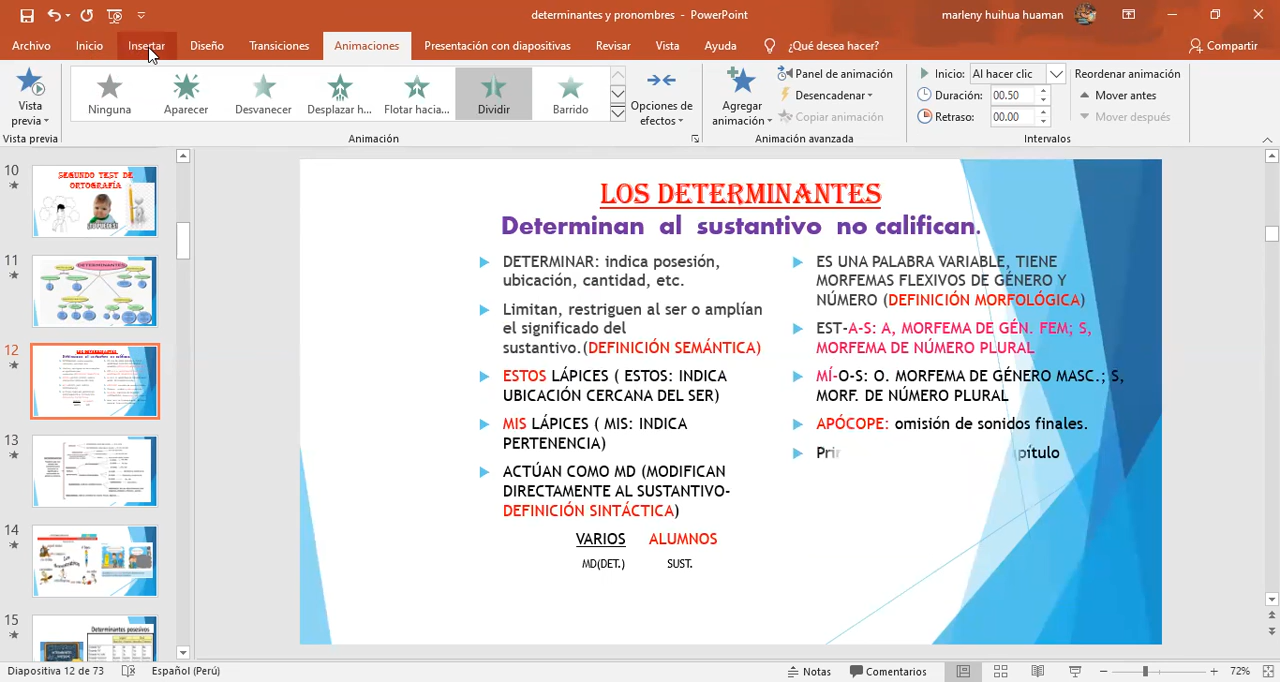 determinantes y pronombres - PowerPoint
marleny huihua huaman
Archivo Inicio Insertar Diseño Transiciones Animaciones Presentación con diapositivas Revisar Vista Ayuda ¿Qué desea hacer? Compartir
Vista previa
Ninguna Aparecer Desvanecer Desplazar h... Flotar hacia... Dividir Barrido
Opciones de efectos
Agregar animación
Panel de animación
Desencadenar
Copiar animación
Inicio: Al hacer clic
Duración: 00.50
Retraso: 00.00
Reordenar animación
Mover antes
Mover después
Vista previa Animación Animación avanzada Intervalos
10
SEGUNDO TEST DE
ORTOGRAFÍA
11
DETERMINANTES
12
13
14
15
Determinantes posesivos
LOS DETERMINANTES
Determinan al sustantivo no califican.
DETERMINAR: indica posesión,
ubicación, cantidad, etc.
Limitan, restriguen al ser o amplían
el significado del
sustantivo.(DEFINICIÓN SEMÁNTICA)
ESTOS LÁPICES ( ESTOS: INDICA
UBICACIÓN CERCANA DEL SER)
MIS LÁPICES ( MIS: INDICA
PERTENENCIA)
ACTÚAN COMO MD (MODIFICAN
DIRECTAMENTE AL SUSTANTIVO-
DEFINICIÓN SINTÁCTICA)
VARIOS ALUMNOS
MD(DET.) SUST.
ES UNA PALABRA VARIABLE, TIENE
MORFEMAS FLEXIVOS DE GÉNERO Y
NÚMERO (DEFINICIÓN MORFOLÓGICA)
EST-A-S: A, MORFEMA DE GÉN. FEM; S,
MORFEMA DE NÚMERO PLURAL
MÍ-O-S: O. MORFEMA DE GÉNERO MASC.; S,
MORF. DE NÚMERO PLURAL
APÓCOPE: omisión de sonidos finales.
Diapositiva 12 de 73 Español (Perú) Notas Comentarios 72%